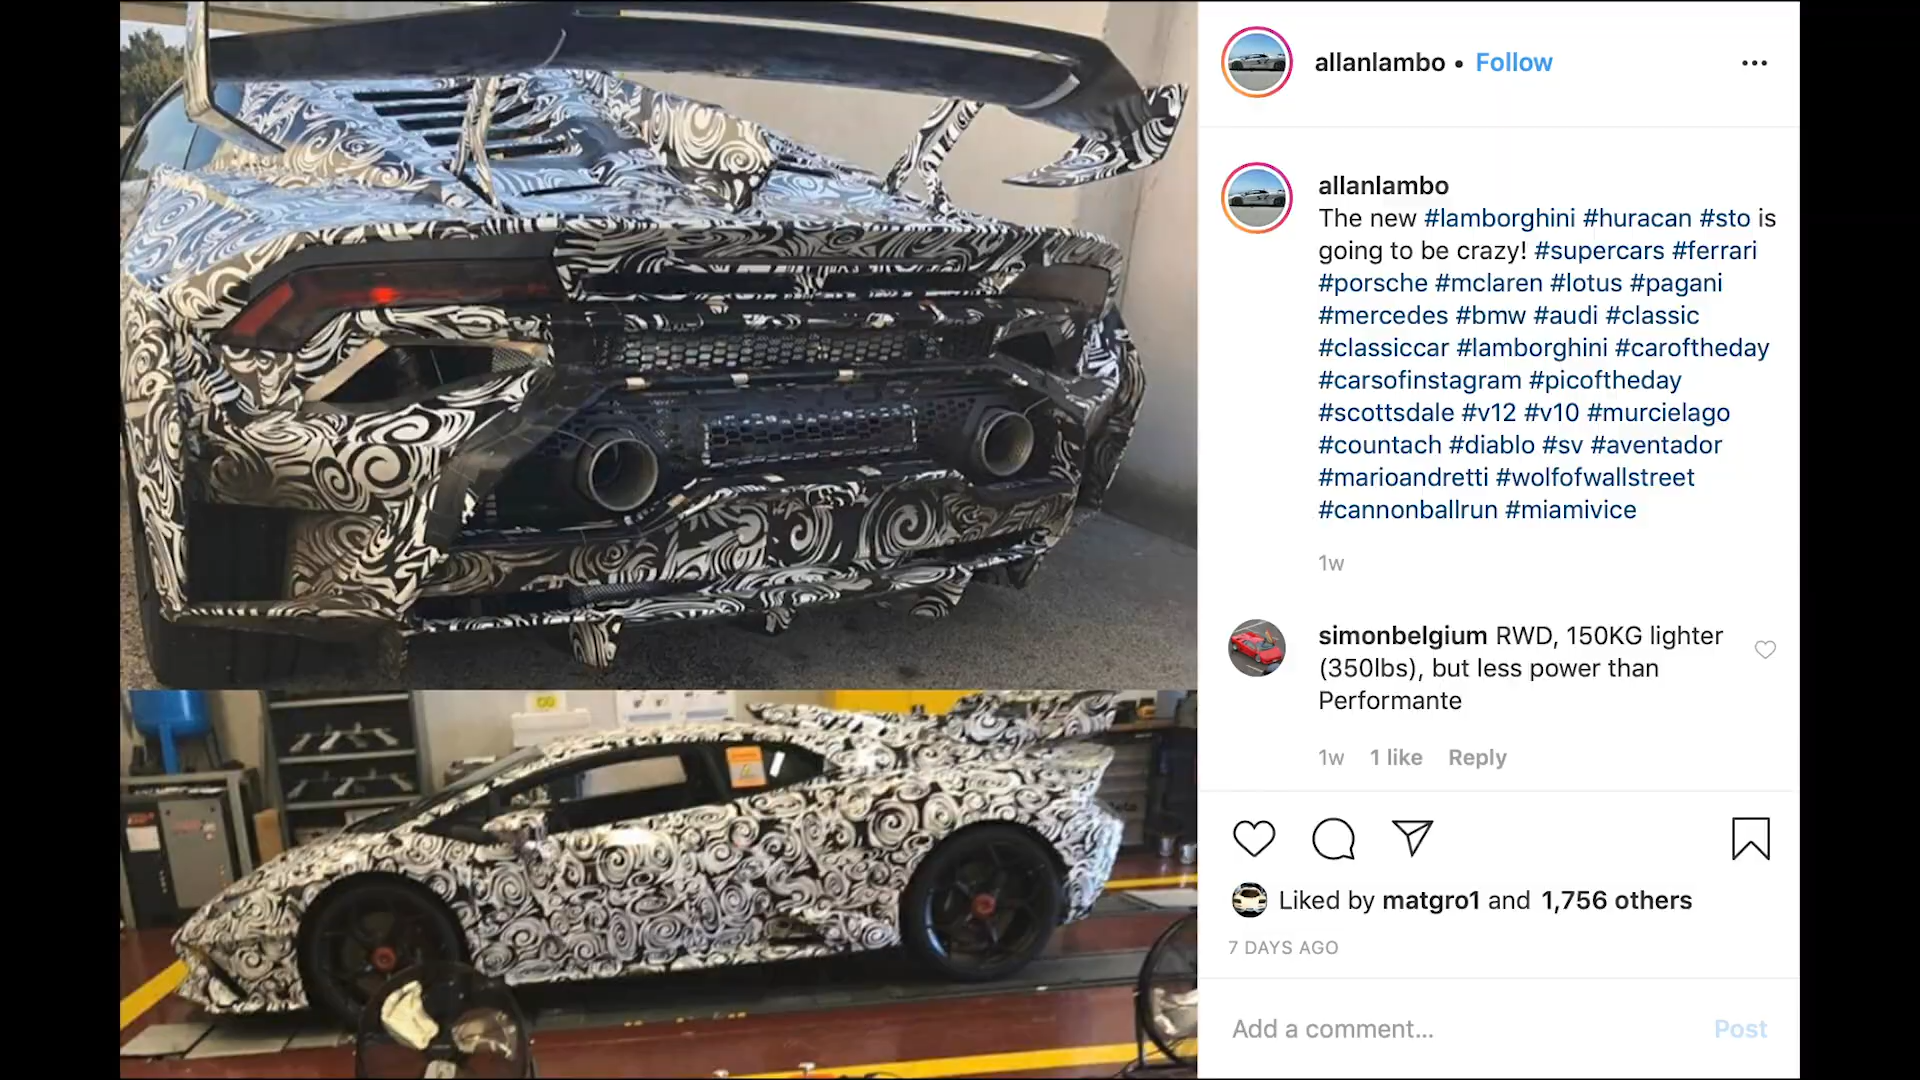 allanlambo • Follow
allanlambo
The new #lamborghini #huracan #sto is
going to be crazy! #supercars #ferrari
#porsche #mclaren #lotus #pagani
#mercedes #bmw #audi #classic
#classiccar #lamborghini #caroftheday
#carsofinstagram #picoftheday
#scottsdale #v12 #v10 #murcielago
#countach #diablo #sv #aventador
#marioandretti #wolfofwallstreet
#cannonballrun #miamivice
1w
simonbelgium RWD, 150KG lighter
(350lbs), but less power than
Performante
1w 1 like Reply
Liked by matgro1 and 1,756 others
7 DAYS AGO
Add a comment... Post